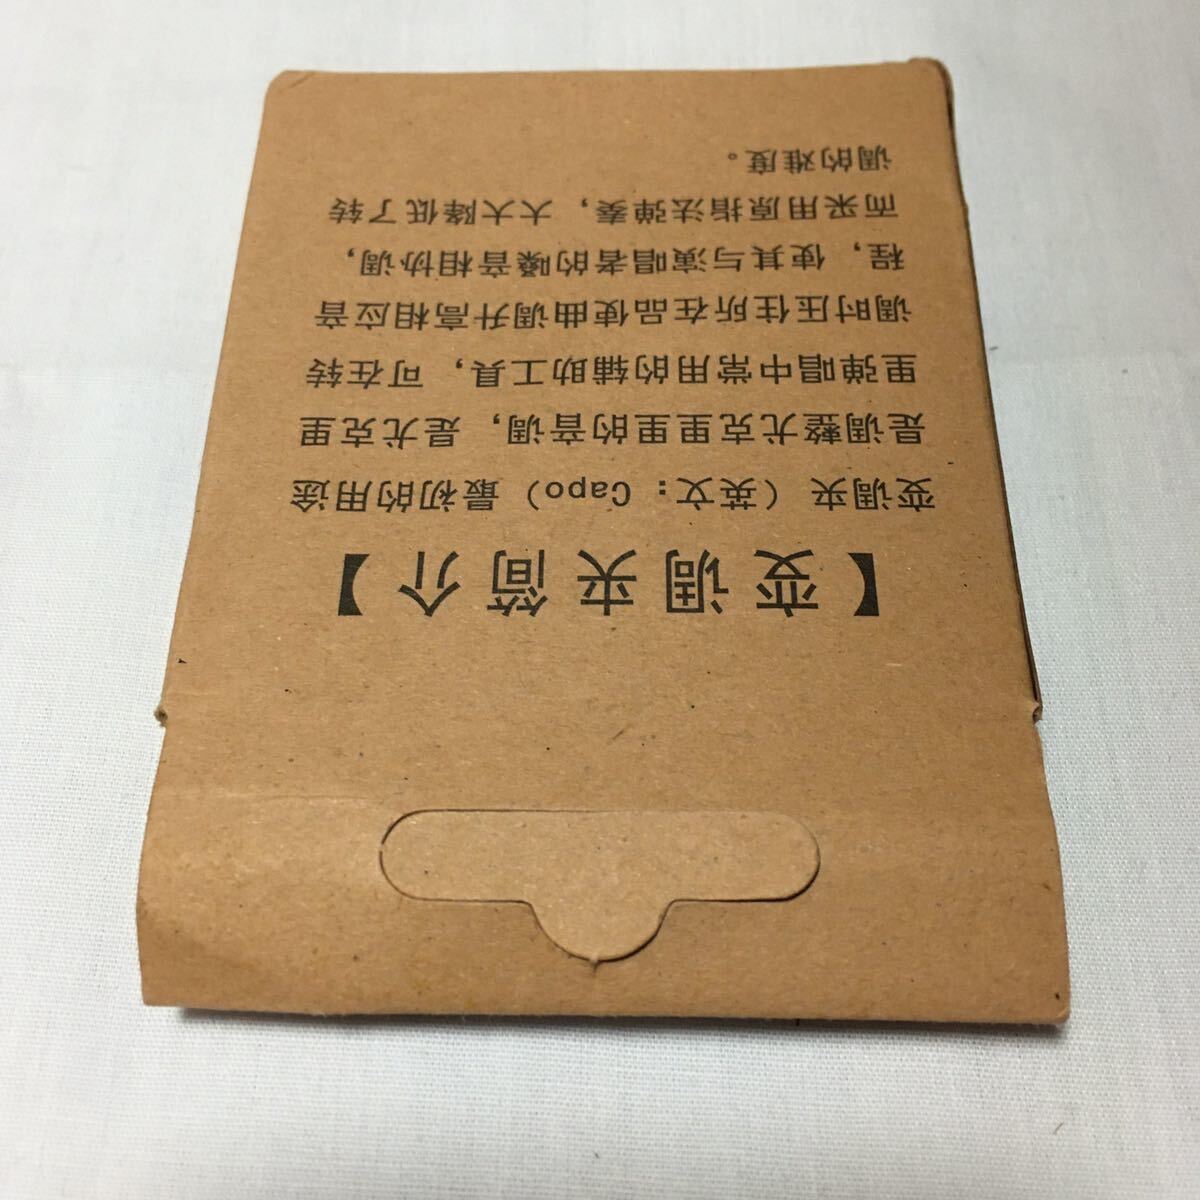 【变调夹简介】
变调夹（英文：Capo）最初的用途
是调整尤克里里的音调，是尤克里
里弹唱中常用的辅助工具，可在转
调时压住所在品使曲调升高相应音
程，使其与演唱者的嗓音相协调，
而采用原指法弹奏，大大降低了转
调的难度。